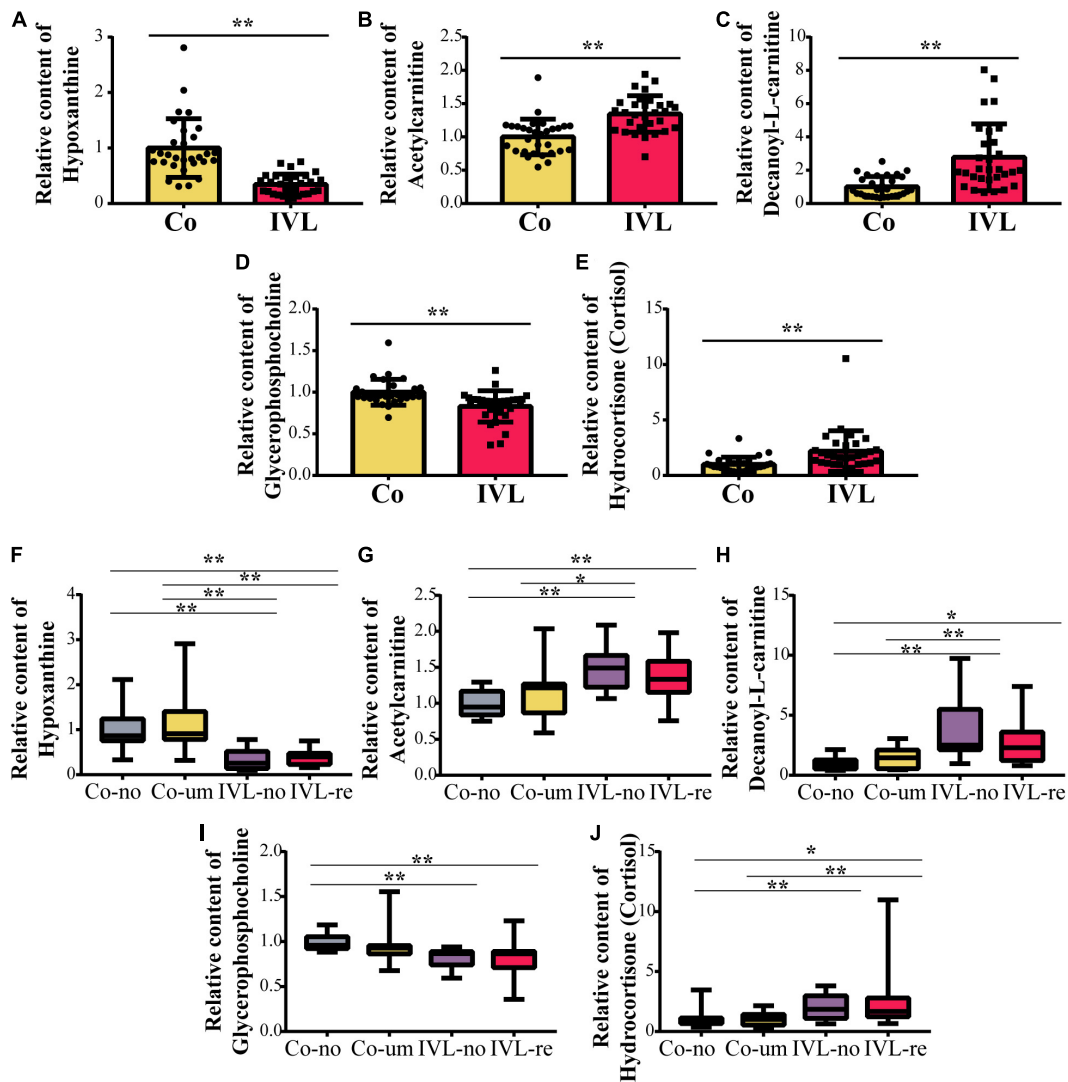 A
Relative content of
Hypoxanthine
3
2
1
0
**
Co IVL
B
Relative content of
Acetylcarnitine
2.5
2.0
1.5
1.0
0.5
0.0
**
Co IVL
C
Relative content of
Decanoyl-L-carnitine
10
8
6
4
2
0
**
Co IVL
D
Relative content of
Glycerophosphocholine
2.0
1.5
1.0
0.5
0.0
**
Co IVL
E
Relative content of
Hydrocortisone (Cortisol)
15
10
5
0
**
Co IVL
F
Relative content of
Hypoxanthine
4
3
2
1
0
**
**
**
**
Co-no Co-um IVL-no IVL-re
G
Relative content of
Acetylcarnitine
2.5
2.0
1.5
1.0
0.5
0.0
**
*
**
Co-no Co-um IVL-no IVL-re
H
Relative content of
Decanoyl-L-carnitine
15
10
5
0
*
**
**
Co-no Co-um IVL-no IVL-re
I
Relative content of
Glycerophosphocholine
2.0
1.5
1.0
0.5
0.0
**
**
Co-no Co-um IVL-no IVL-re
J
Relative content of
Hydrocortisone (Cortisol)
15
10
5
0
*
**
**
Co-no Co-um IVL-no IVL-re